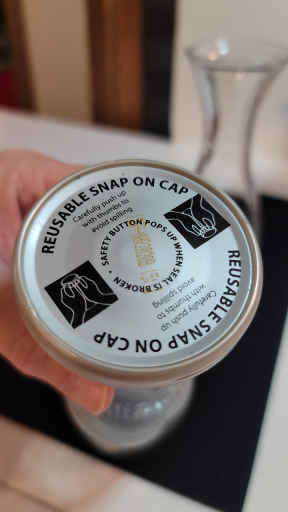 REUSABLE SNAP ON CAP
Carefully push up
with thumbs to
avoid spilling
SAFETY BUTTON POPS UP WHEN SEAL IS BROKEN •
REUSABLE SNAP ON CAP
Carefully push up
with thumbs to
avoid spilling